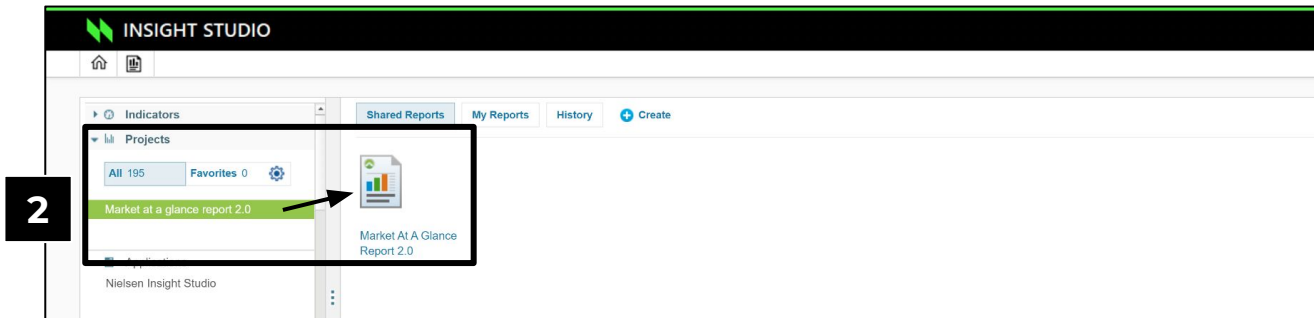 INSIGHT STUDIO
Indicators
Shared Reports My Reports History Create
Projects
All 195 Favorites 0
2
Market at a glance report 2.0
Market At A Glance
Report 2.0
Nielsen Insight Studio